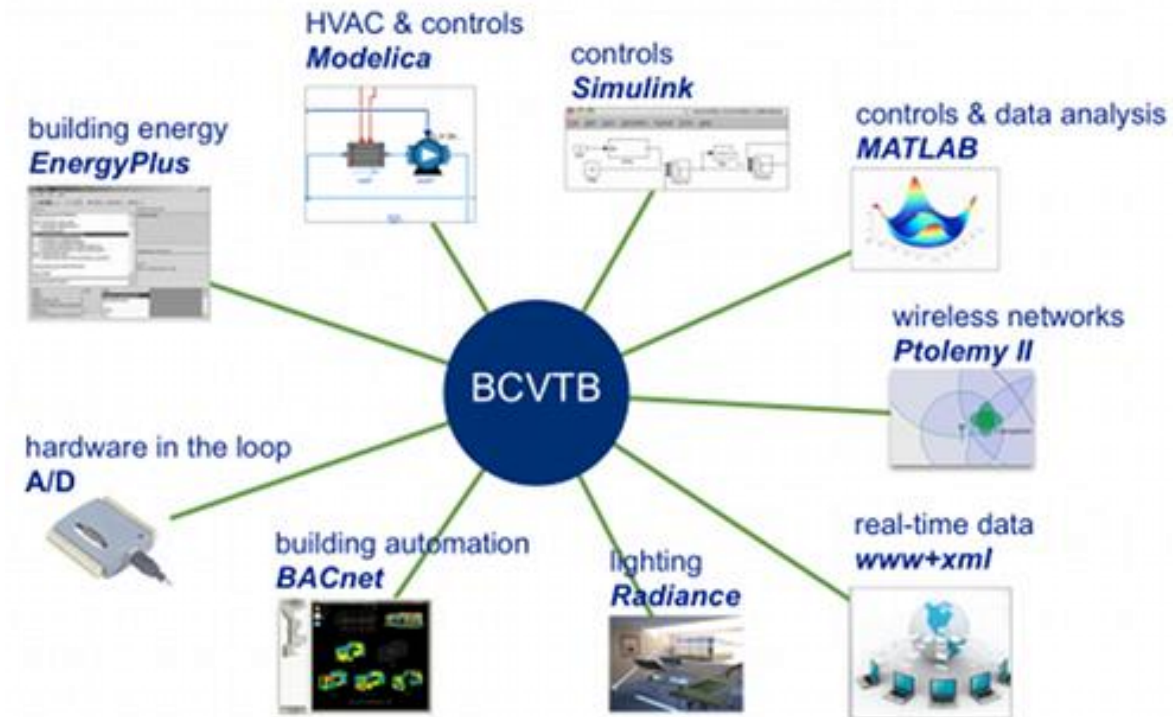 HVAC & controls
Modelica
controls
Simulink
controls & data analysis
MATLAB
building energy
EnergyPlus
wireless networks
Ptolemy II
BCVTB
hardware in the loop
A/D
building automation
BACnet
lighting
Radiance
real-time data
www+xml